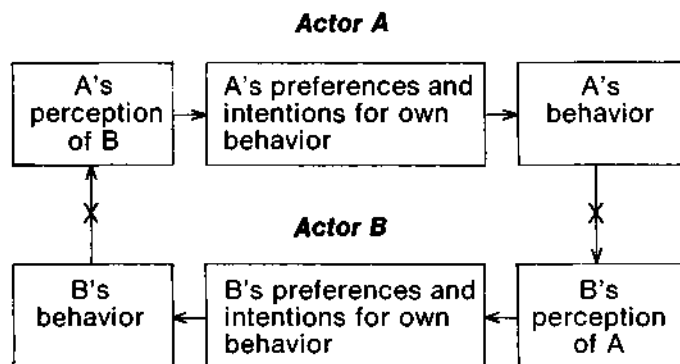 Actor A
A's
perception
of B
A's preferences and
intentions for own
behavior
A's
behavior
Actor B
B's
behavior
B's preferences and
intentions for own
behavior
B's
perception
of A